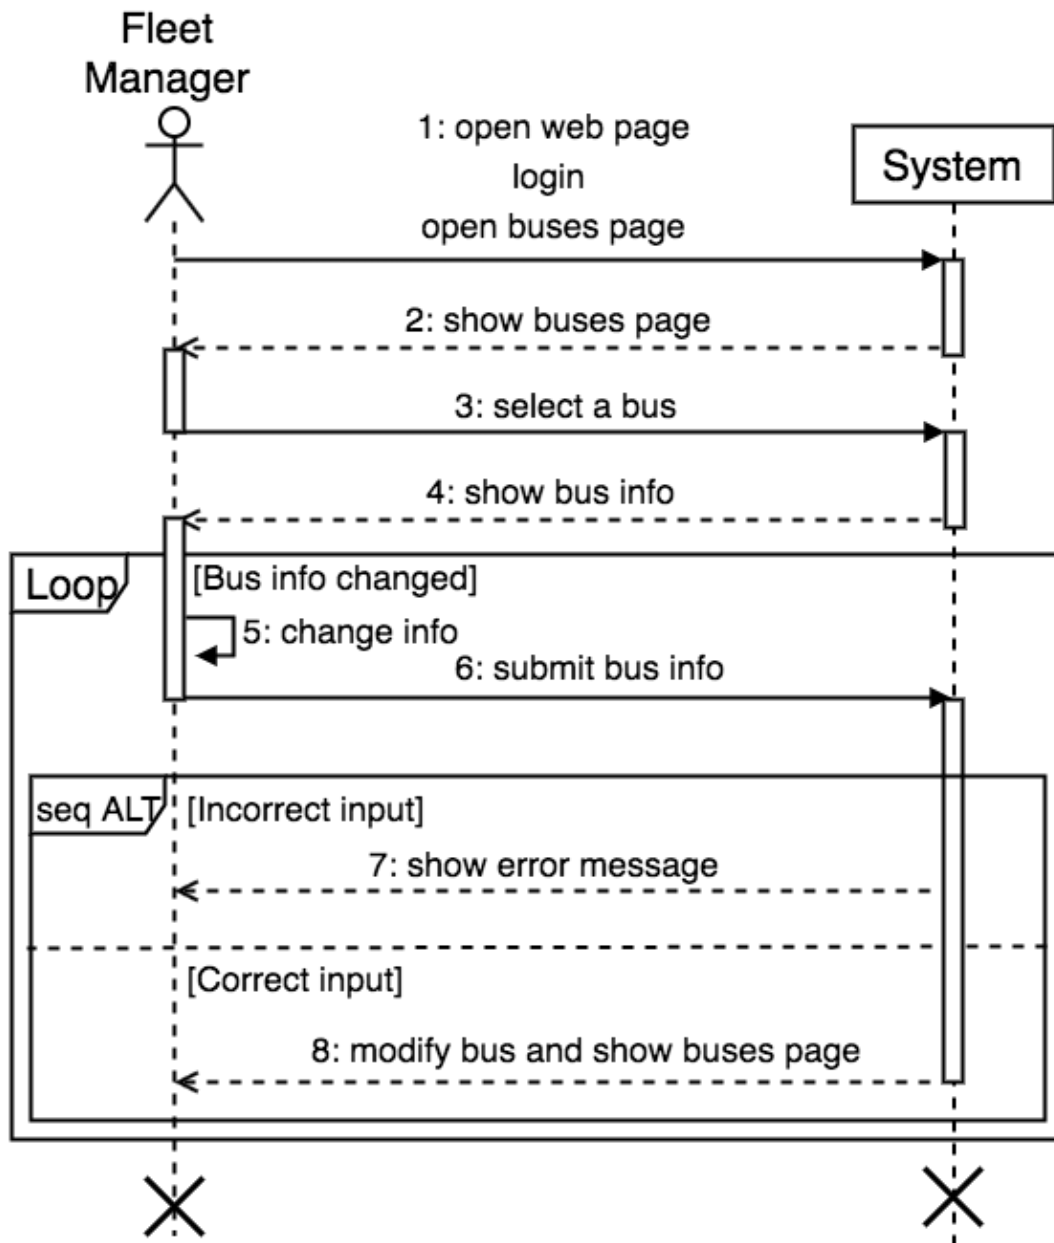 Fleet
Manager
1: open web page
login
open buses page
System
2: show buses page
3: select a bus
4: show bus info
Loop
[Bus info changed]
5: change info
6: submit bus info
seq ALT
[Incorrect input]
7: show error message
[Correct input]
8: modify bus and show buses page